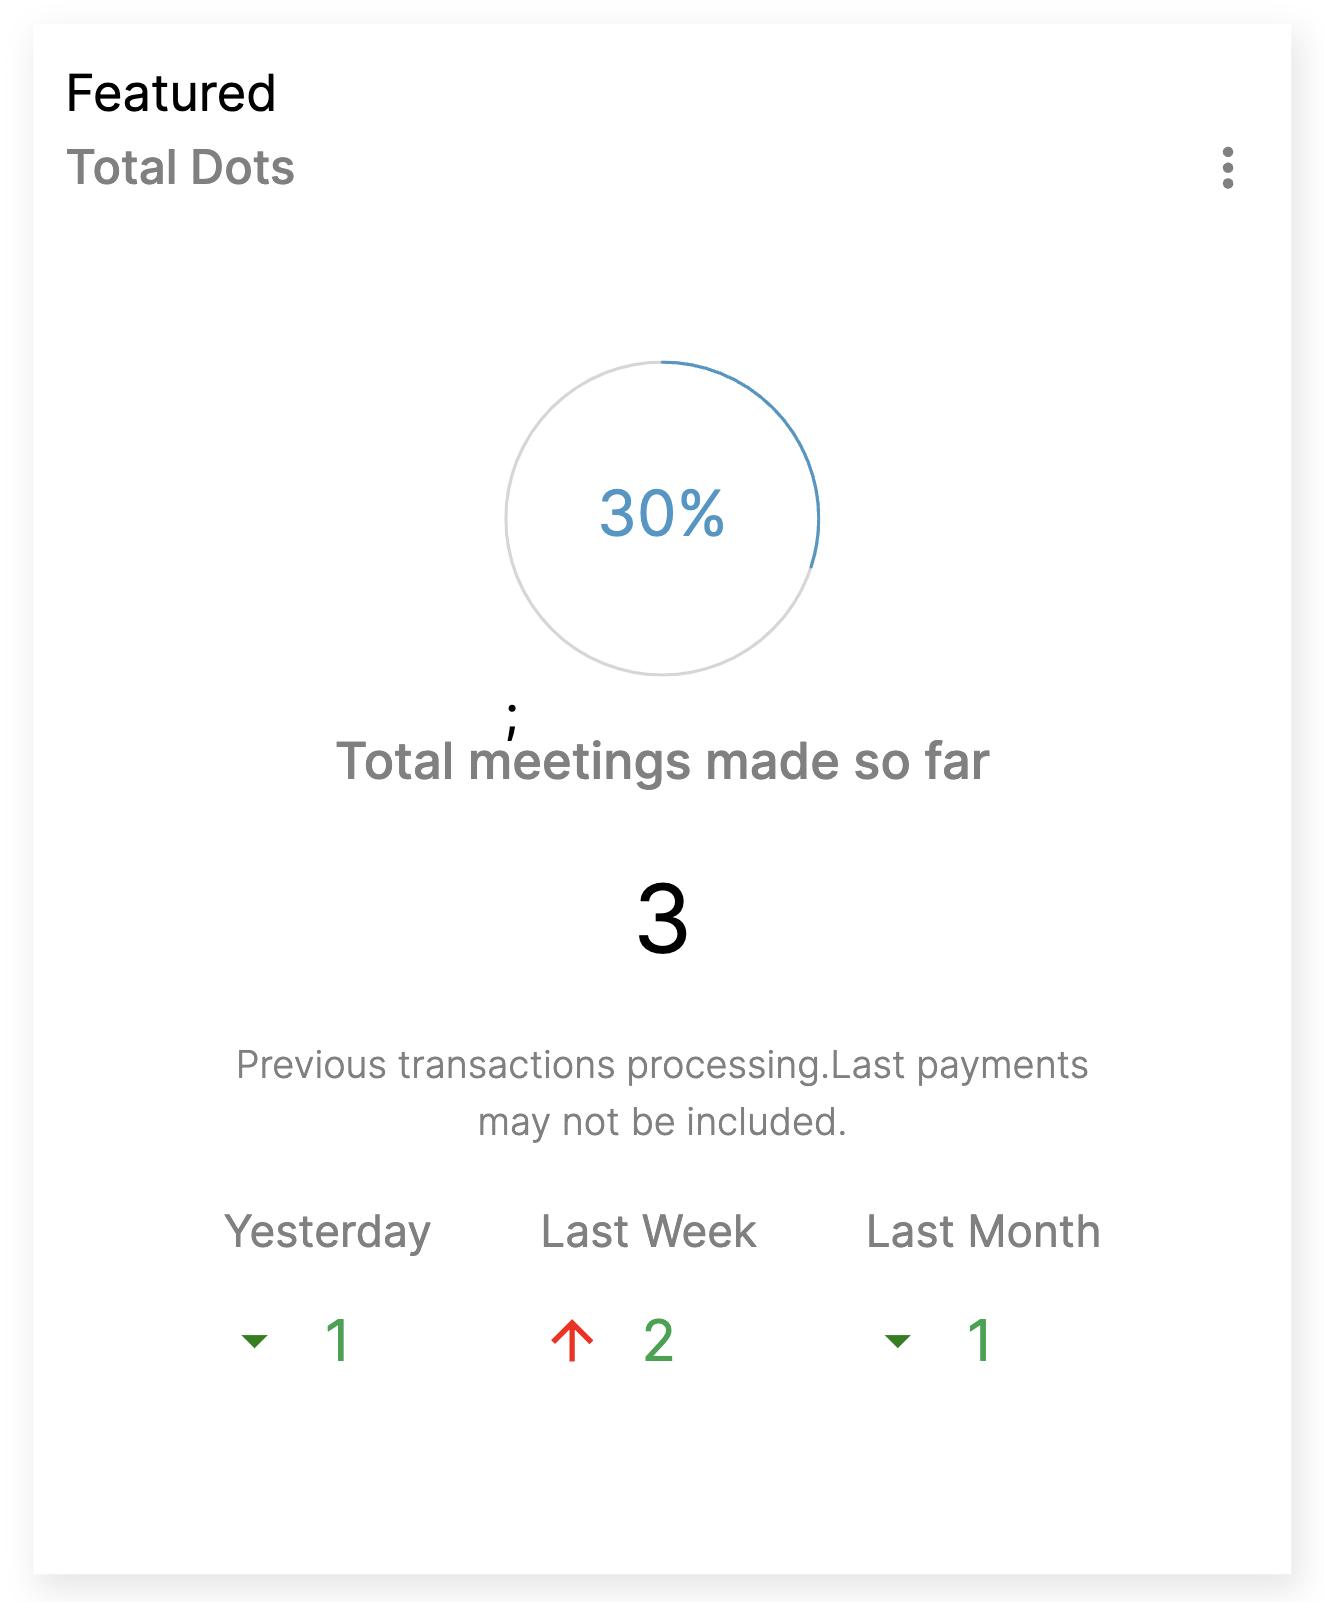 Featured
Total Dots
30%
;
Total meetings made so far
3
Previous transactions processing.Last payments
may not be included.
Yesterday Last Week Last Month
1 2 1